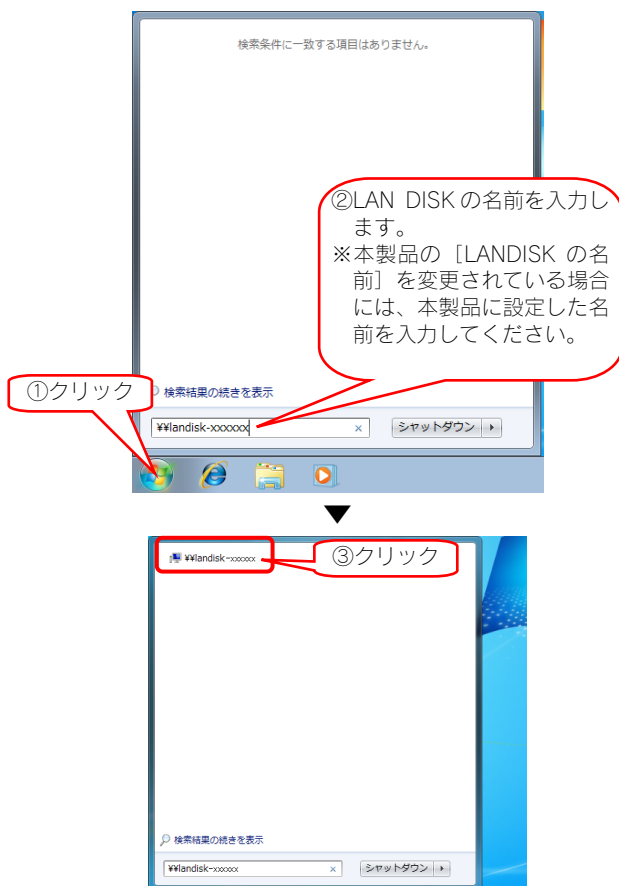 検索条件に一致する項目はありません。
②LAN DISK の名前を入力し
ます。
※本製品の［LANDISK の名
前］を変更されている場合
には、本製品に設定した名
前を入力してください。
①クリック
検索結果の続きを表示
¥¥landisk-xxxxxx
シャットダウン
¥¥landisk-xxxxxx
③クリック
検索結果の続きを表示
¥¥landisk-xxxxxx
シャットダウン